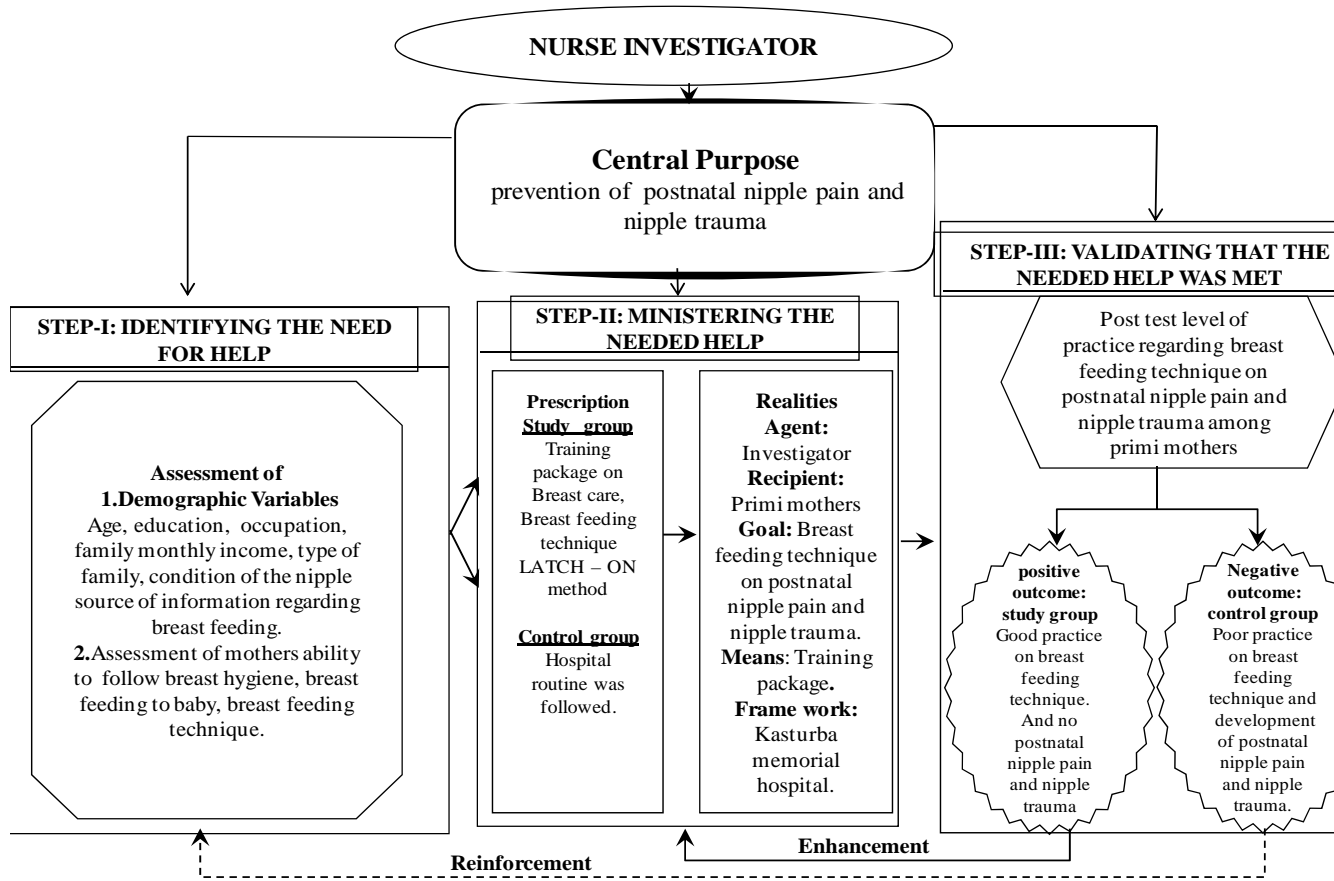 NURSE INVESTIGATOR
Central Purpose
prevention of postnatal nipple pain and
nipple trauma
STEP-I: IDENTIFYING THE NEED
FOR HELP
Assessment of
1.Demographic Variables
Age, education, occupation,
family monthly income, type of
family, condition of the nipple
source of information regarding
breast feeding.
2.Assessment of mothers ability
to follow breast hygiene, breast
feeding to baby, breast feeding
technique.
STEP-II: MINISTERING THE
NEEDED HELP
Prescription
Study group
Training
package on
Breast care,
Breast feeding
technique
LATCH – ON
method
Control group
Hospital
routine was
followed.
Realities
Agent:
Investigator
Recipient:
Primi mothers
Goal: Breast
feeding technique
on postnatal
nipple pain and
nipple trauma.
Means: Training
package.
Frame work:
Kasturba
memorial
hospital.
STEP-III: VALIDATING THAT THE
NEEDED HELP WAS MET
Post test level of
practice regarding breast
feeding technique on
postnatal nipple pain and
nipple trauma among
primi mothers
positive
outcome:
study group
Good practice
on breast
feeding
technique.
And no
postnatal
nipple pain
and nipple
trauma
Negative
outcome:
control group
Poor practice
on breast
feeding
technique and
development
of postnatal
nipple pain
and nipple
trauma.
Enhancement
Reinforcement